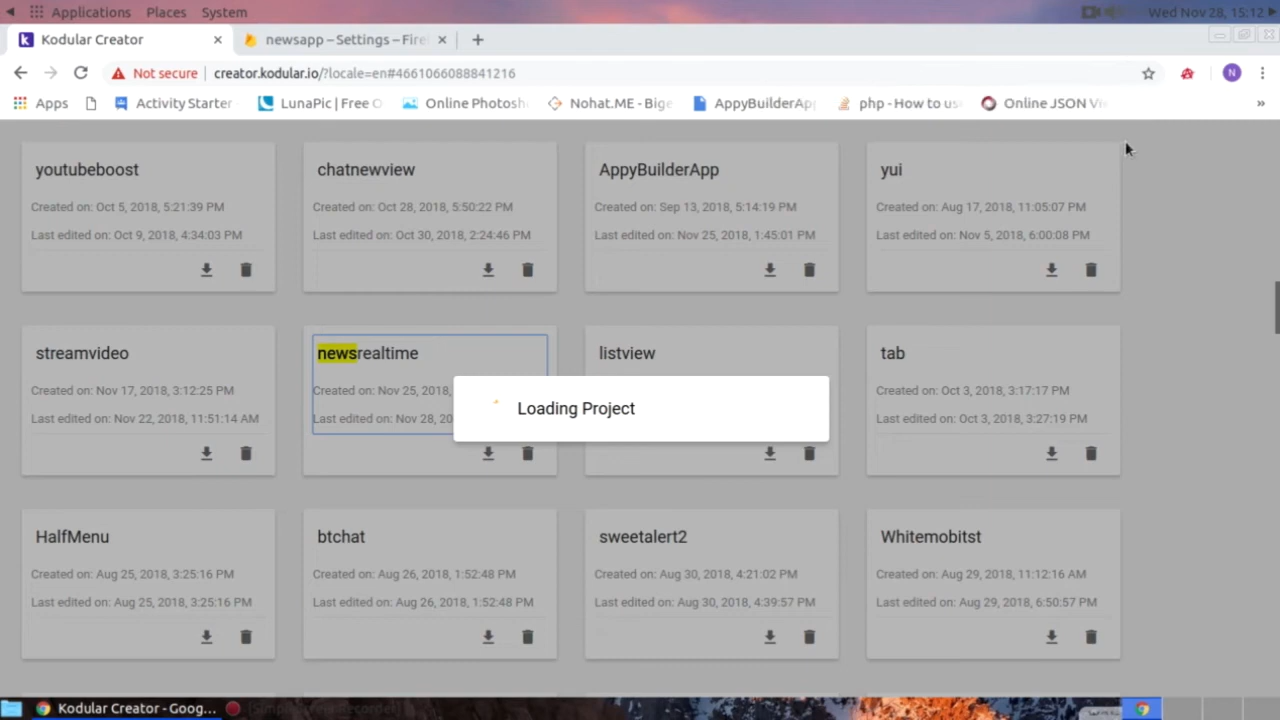 Applications Places System
Wed Nov 28, 15:12
Kodular Creator
newsapp – Settings – Fire
Not secure creator.kodular.io/?locale=en#4661066088841216
N
Apps Activity Starter LunaPic | Free O Online Photosh Nohat.ME - Bige AppyBuilderAp php - How to us Online JSON Vi »
youtubeboost chatnewview AppyBuilderApp yui
Created on: Oct 5, 2018, 5:21:39 PM Created on: Oct 28, 2018, 5:50:22 PM Created on: Sep 13, 2018, 5:14:19 PM Created on: Aug 17, 2018, 11:05:07 PM
Last edited on: Oct 9, 2018, 4:34:03 PM Last edited on: Oct 30, 2018, 2:24:46 PM Last edited on: Nov 25, 2018, 1:45:01 PM Last edited on: Nov 5, 2018, 6:00:08 PM
streamvideo newsrealtime listview tab
Created on: Nov 17, 2018, 3:12:25 PM Created on: Nov 25, 2018, Created on: Oct 3, 2018, 3:17:17 PM
Last edited on: Nov 22, 2018, 11:51:14 AM Last edited on: Nov 28, 20 Last edited on: Oct 3, 2018, 3:27:19 PM
Loading Project
HalfMenu btchat sweetalert2 Whitemobitst
Created on: Aug 25, 2018, 3:25:16 PM Created on: Aug 26, 2018, 1:52:48 PM Created on: Aug 30, 2018, 4:21:02 PM Created on: Aug 29, 2018, 11:12:16 AM
Last edited on: Aug 25, 2018, 3:25:16 PM Last edited on: Aug 26, 2018, 1:52:48 PM Last edited on: Aug 30, 2018, 4:39:57 PM Last edited on: Aug 29, 2018, 6:50:57 PM
Kodular Creator - Goog...